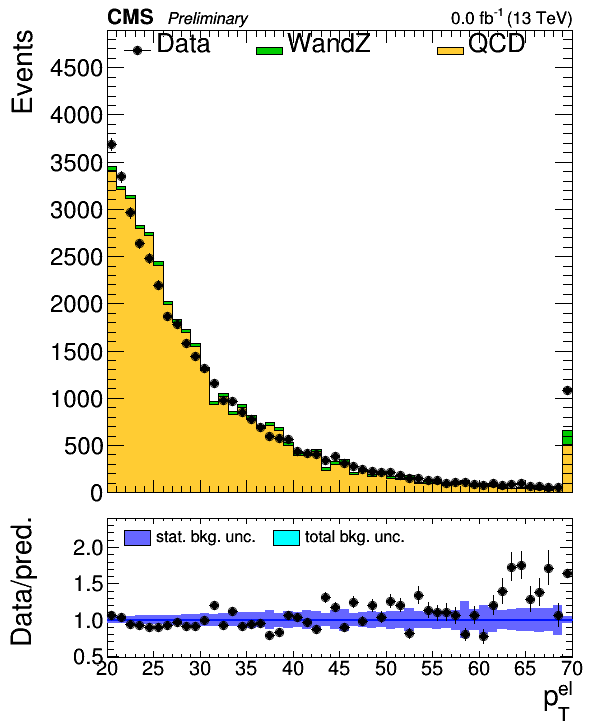 CMS Preliminary 0.0 fb⁻¹ (13 TeV)
Data WandZ QCD
Events
4500
4000
3500
3000
2500
2000
1500
1000
500
0
Data/pred.
stat. bkg. unc. total bkg. unc.
2.0
1.5
1.0
0.5
20 25 30 35 40 45 50 55 60 65 70
p_T^el